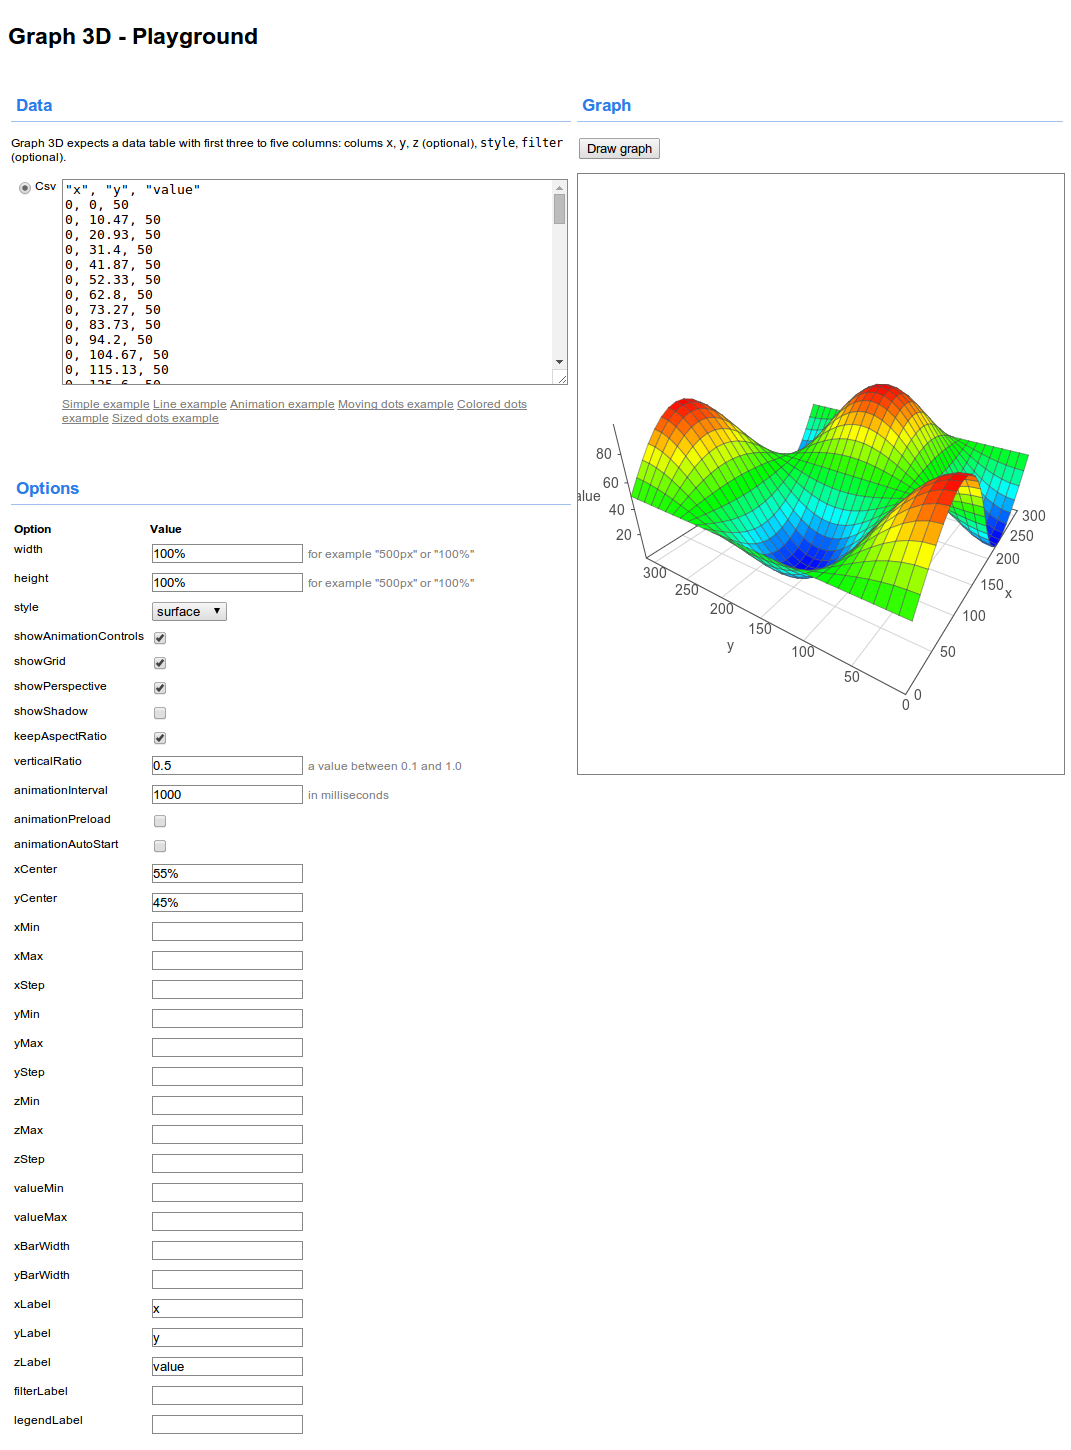 Graph 3D - Playground
Data
Graph 3D expects a data table with first three to five columns: colums x, y, z (optional), style, filter
(optional).
Csv
"x", "y", "value"
0, 0, 50
0, 10.47, 50
0, 20.93, 50
0, 31.4, 50
0, 41.87, 50
0, 52.33, 50
0, 62.8, 50
0, 73.27, 50
0, 83.73, 50
0, 94.2, 50
0, 104.67, 50
0, 115.13, 50
0, 125.6, 50
Simple example Line example Animation example Moving dots example Colored dots
example Sized dots example
Options
Option Value
width 100% for example "500px" or "100%"
height 100% for example "500px" or "100%"
style surface
showAnimationControls
showGrid
showPerspective
showShadow
keepAspectRatio
verticalRatio 0.5 a value between 0.1 and 1.0
animationInterval 1000 in milliseconds
animationPreload
animationAutoStart
xCenter 55%
yCenter 45%
xMin
xMax
xStep
yMin
yMax
yStep
zMin
zMax
zStep
valueMin
valueMax
xBarWidth
yBarWidth
xLabel x
yLabel y
zLabel value
filterLabel
legendLabel
Graph
Draw graph
80
60
alue
40
20
300
250
200
150
y
100
50
0
0
50
100
150
x
200
250
300